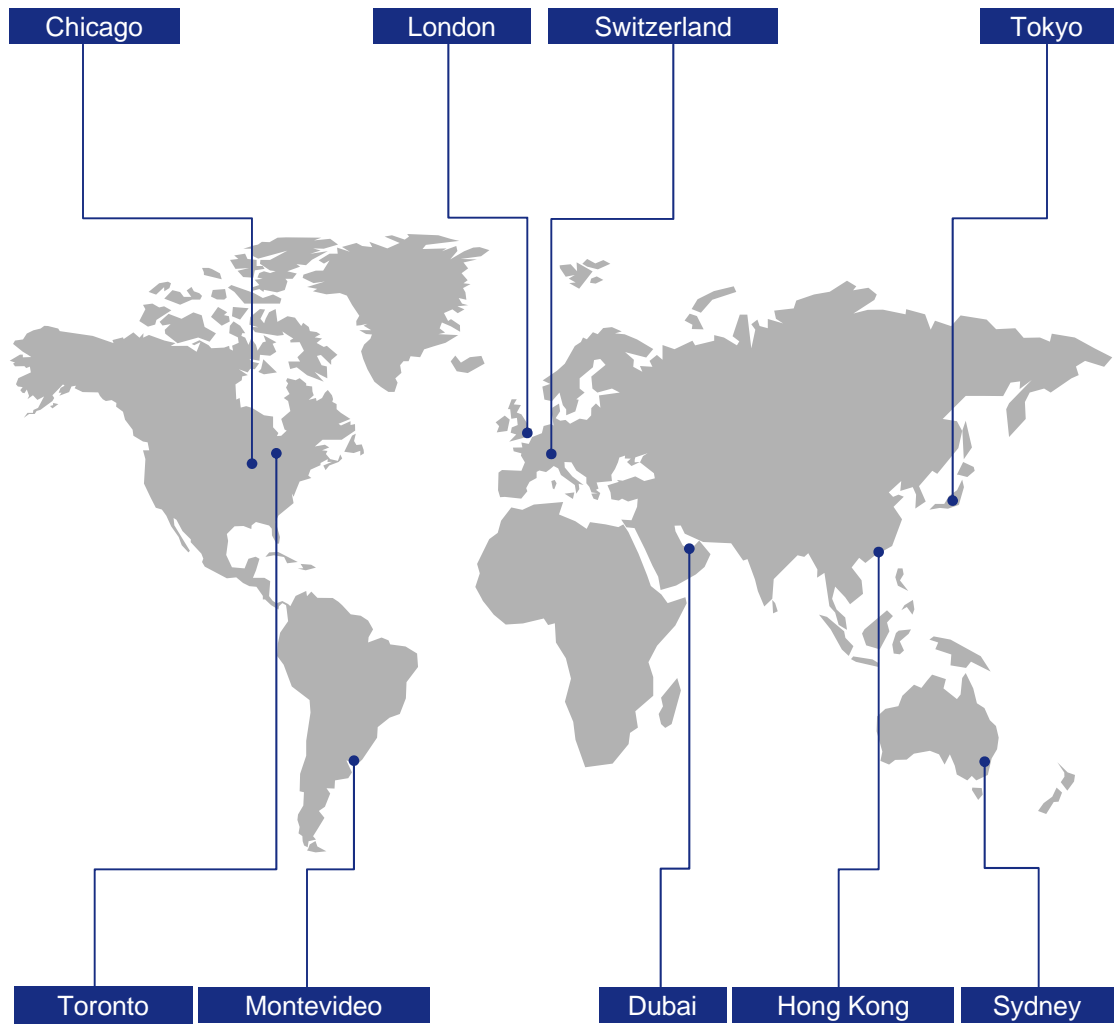 Chicago
London
Switzerland
Tokyo
Toronto
Montevideo
Dubai
Hong Kong
Sydney